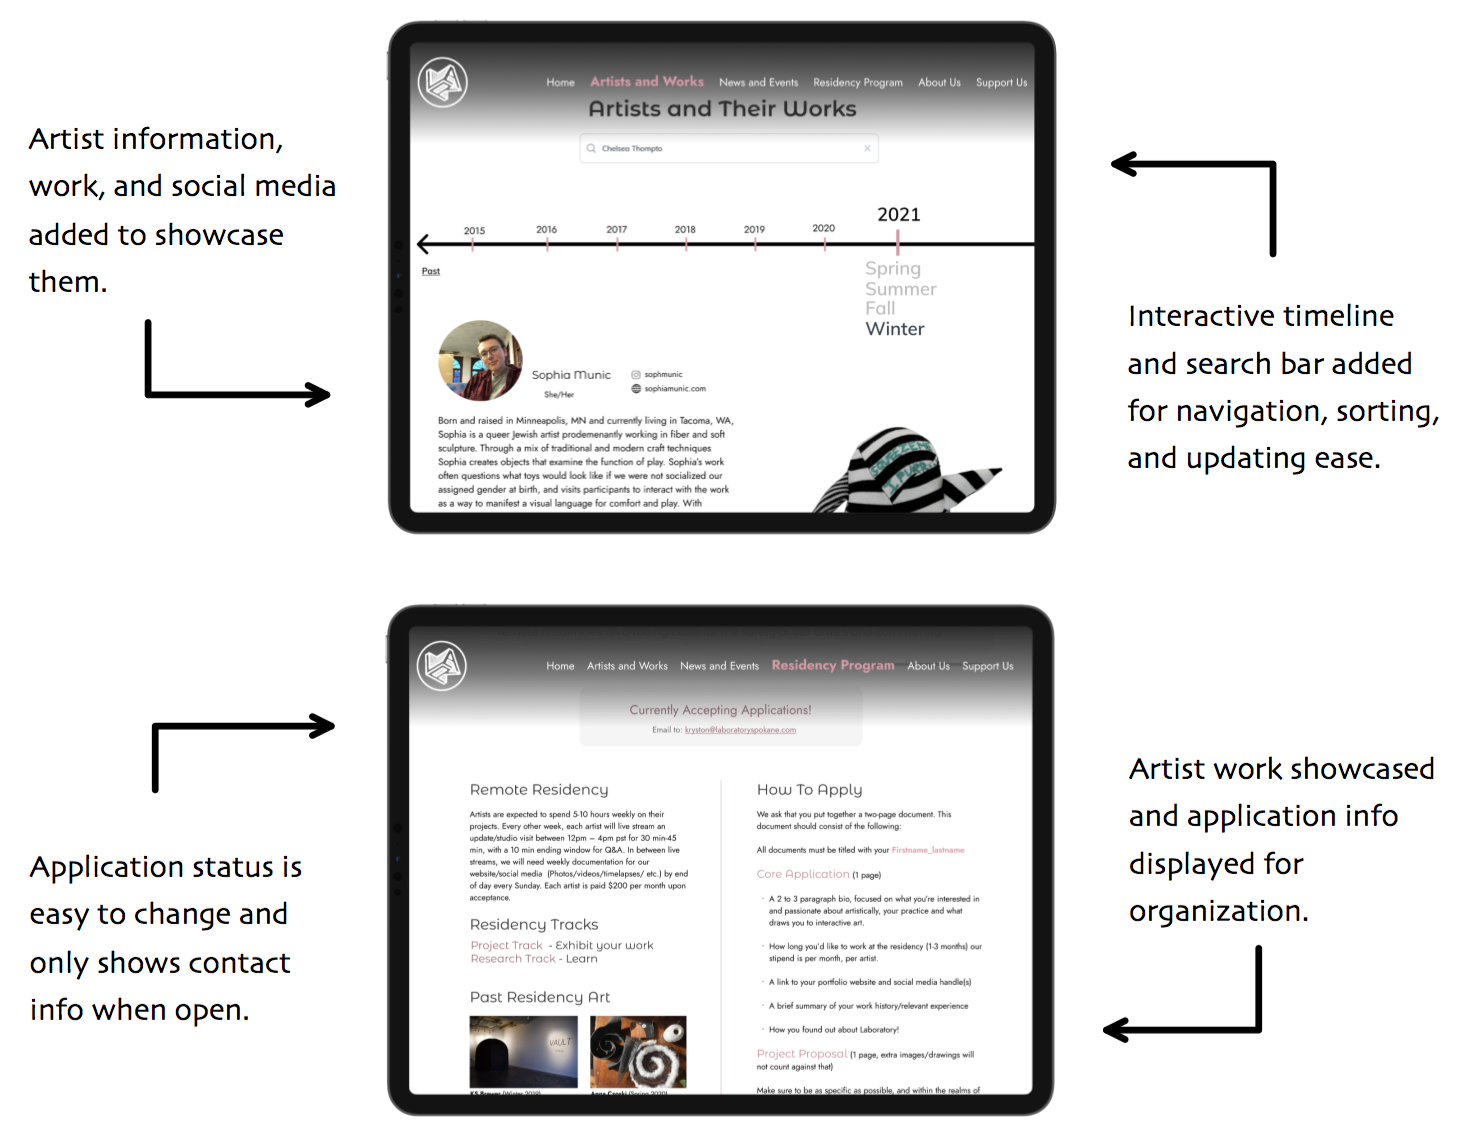 Artist information,
work, and social media
added to showcase
them.
Home Artists and Works News and Events Residency Program About Us Support Us
Artists and Their Works
Chelsea Thompto
2015 2016 2017 2018 2019 2020 2021
Past
Spring
Summer
Fall
Winter
Sophia Munic
She/Her
sophmunic
sophiamunic.com
Born and raised in Minneapolis, MN and currently living in Tacoma, WA,
Sophia is a queer Jewish artist prodemenantly working in fiber and soft
sculpture. Through a mix of traditional and modern craft techniques
Sophia creates objects that examine the function of play. Sophia's work
often questions what toys would look like if we were not socialized our
assigned gender at birth, and visits participants to interact with the work
as a way to manifest a visual language for comfort and play. With
SQUEEZE ME
I PURR...
Interactive timeline
and search bar added
for navigation, sorting,
and updating ease.
Application status is
easy to change and
only shows contact
info when open.
Home Artists and Works News and Events Residency Program About Us Support Us
Currently Accepting Applications!
Email to: kryston@laboratoryspokane.com
Remote Residency
Artists are expected to spend 5-10 hours weekly on their
projects. Every other week, each artist will live stream an
update/studio visit between 12pm – 4pm pst for 30 min-45
min, with a 10 min ending window for Q&A. In between live
streams, we will need weekly documentation for our
website/social media (Photos/videos/timelapses/ etc.) by end
of day every Sunday. Each artist is paid $200 per month upon
acceptance.
Residency Tracks
Project Track - Exhibit your work
Research Track - Learn
Past Residency Art
VAULT
How To Apply
We ask that you put together a two-page document. This
document should consist of the following:
All documents must be titled with your Firstname_lastname
Core Application (1 page)
· A 2 to 3 paragraph bio, focused on what you're interested in
and passionate about artistically, your practice and what
draws you to interactive art.
· How long you'd like to work at the residency (1-3 months) our
stipend is per month, per artist.
· A link to your portfolio website and social media handle(s)
· A brief summary of your work history/relevant experience
· How you found out about Laboratory!
Project Proposal (1 page, extra images/drawings will
not count against that)
Make sure to be as specific as possible, and within the realms of
Artist work showcased
and application info
displayed for
organization.